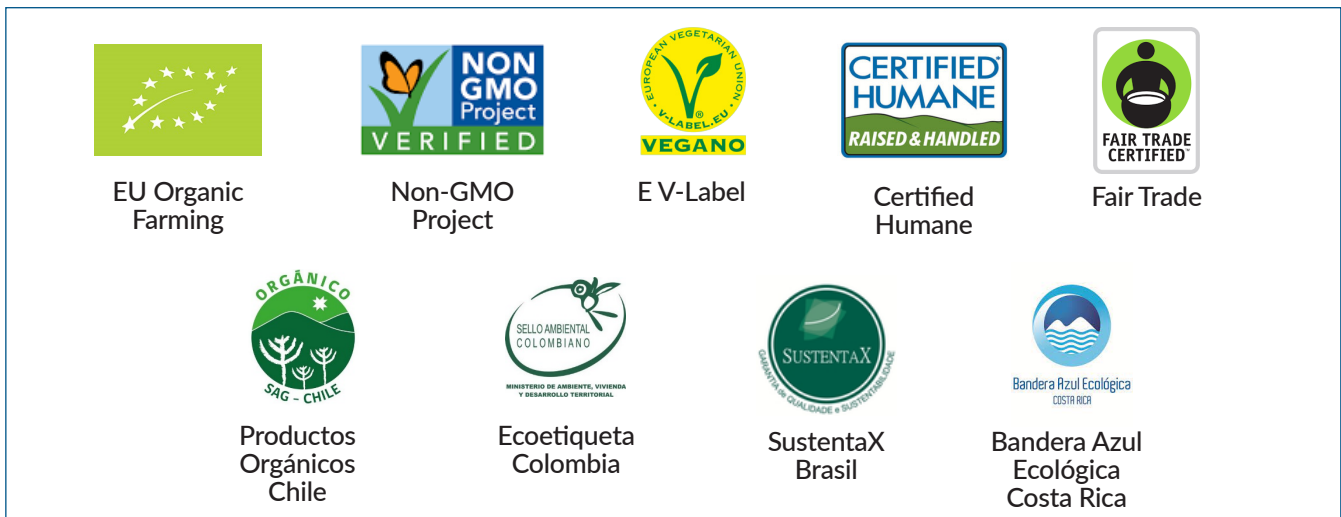 NON
GMO
Project
VERIFIED
EUROPEAN VEGETARIAN UNION
V-LABEL.EU
®
VEGANO
CERTIFIED®
HUMANE
RAISED & HANDLED
FAIR TRADE
CERTIFIED™
EU Organic
Farming
Non-GMO
Project
E V-Label
Certified
Humane
Fair Trade
ORGÁNICO
SAG - CHILE
SELLO AMBIENTAL
COLOMBIANO
MINISTERIO DE AMBIENTE, VIVIENDA
Y DESARROLLO TERRITORIAL
SUSTENTAX
GARANTIA de QUALIDADE e SUSTENTABILIDADE
Bandera Azul Ecológica
COSTA RICA
Productos
Orgánicos
Chile
Ecoetiqueta
Colombia
SustentaX
Brasil
Bandera Azul
Ecológica
Costa Rica